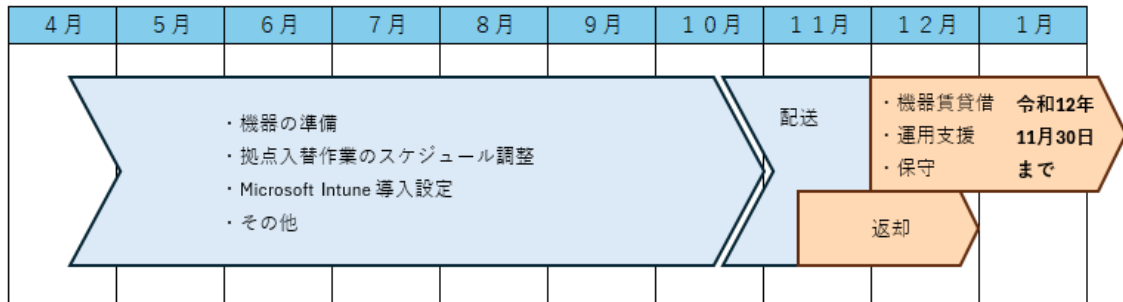 4月 5月 6月 7月 8月 9月 10月 11月 12月 1月
・機器の準備
・拠点入替作業のスケジュール調整
・Microsoft Intune 導入設定
・その他
配送
・機器賃貸借 令和12年
・運用支援 11月30日
・保守 まで
返却